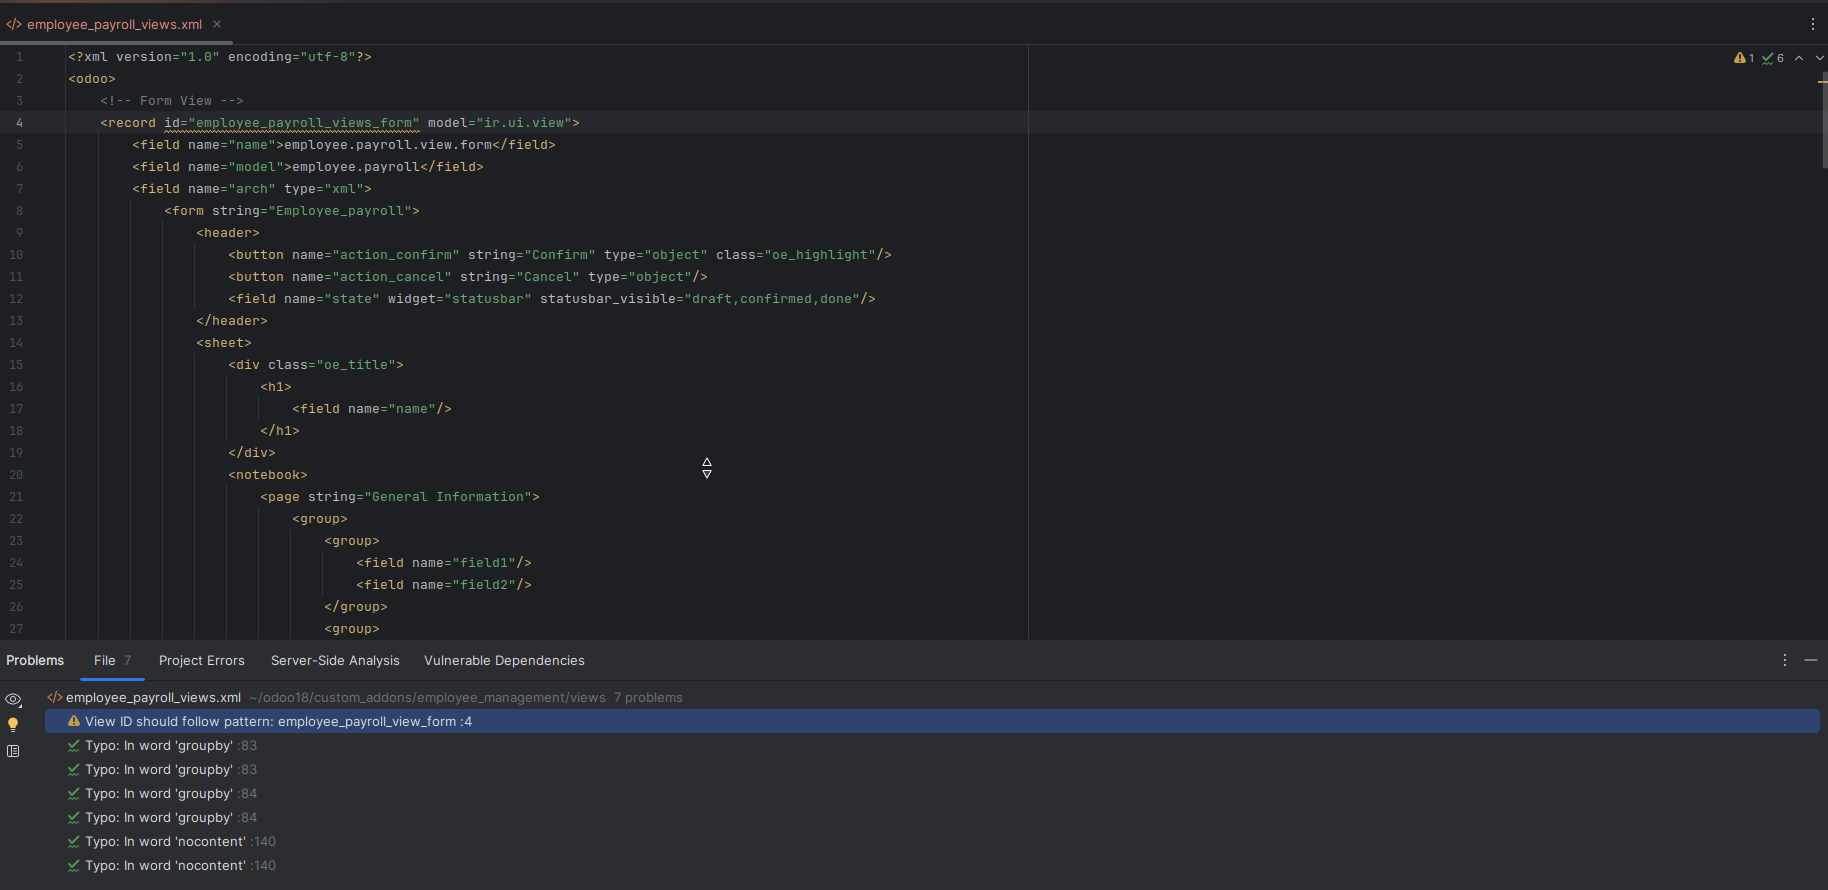 </> employee_payroll_views.xml ×
1 <?xml version="1.0" encoding="utf-8"?>
⚠1 6
2 <odoo>
3 <!-- Form View -->
4 <record id="employee_payroll_views_form" model="ir.ui.view">
5 <field name="name">employee.payroll.view.form</field>
6 <field name="model">employee.payroll</field>
7 <field name="arch" type="xml">
8 <form string="Employee_payroll">
9 <header>
10 <button name="action_confirm" string="Confirm" type="object" class="oe_highlight"/>
11 <button name="action_cancel" string="Cancel" type="object"/>
12 <field name="state" widget="statusbar" statusbar_visible="draft,confirmed,done"/>
13 </header>
14 <sheet>
15 <div class="oe_title">
16 <h1>
17 <field name="name"/>
18 </h1>
19 </div>
20 <notebook>
21 <page string="General Information">
22 <group>
23 <group>
24 <field name="field1"/>
25 <field name="field2"/>
26 </group>
27 <group>
Problems File 7 Project Errors Server-Side Analysis Vulnerable Dependencies
</> employee_payroll_views.xml ~/odoo18/custom_addons/employee_management/views 7 problems
View ID should follow pattern: employee_payroll_view_form :4
Typo: In word 'groupby' :83
Typo: In word 'groupby' :83
Typo: In word 'groupby' :84
Typo: In word 'groupby' :84
Typo: In word 'nocontent' :140
Typo: In word 'nocontent' :140